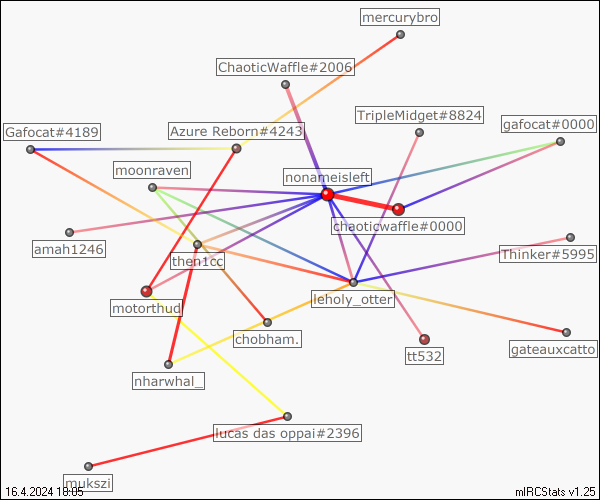 mercurybro
ChaoticWaffle#2006
TripleMidget#8824
gafocat#0000
Gafocat#4189
Azure Reborn#4243
moonraven
nonameisleft
chaoticwaffle#0000
amah1246
then1cc
Thinker#5995
leholy_otter
motorthud
chobham.
gateauxcatto
tt532
nharwhal_
lucas das oppai#2396
mukszi
16.4.2024 18:05
mIRCStats v1.25